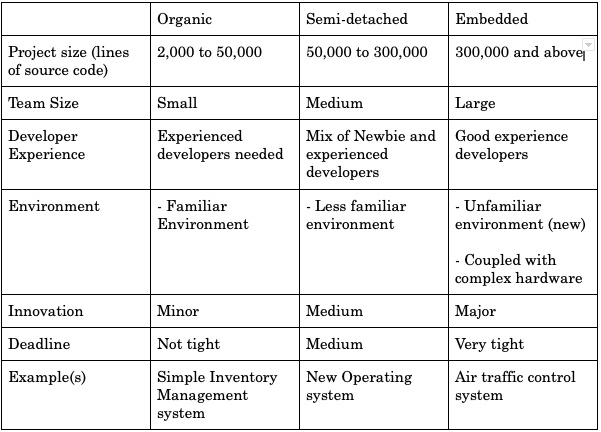 Organic Semi-detached Embedded
Project size (lines 2,000 to 50,000 50,000 to 300,000 300,000 and above
of source code)
Team Size Small Medium Large
Developer Experienced Mix of Newbie and Good experience
Experience developers needed experienced developers
developers
Environment - Familiar - Less familiar - Unfamiliar
Environment environment environment (new)
- Coupled with
complex hardware
Innovation Minor Medium Major
Deadline Not tight Medium Very tight
Example(s) Simple Inventory New Operating Air traffic control
Management system system
system